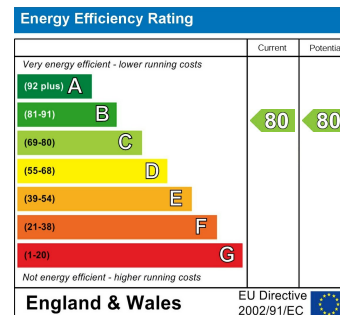 Energy Efficiency Rating
Current Potentia
Very energy efficient - lower running costs
(92 plus) A
(81-91) B
80 80
(69-80) C
(55-68) D
(39-54) E
(21-38) F
(1-20) G
Not energy efficient - higher running costs
England & Wales
EU Directive
2002/91/EC